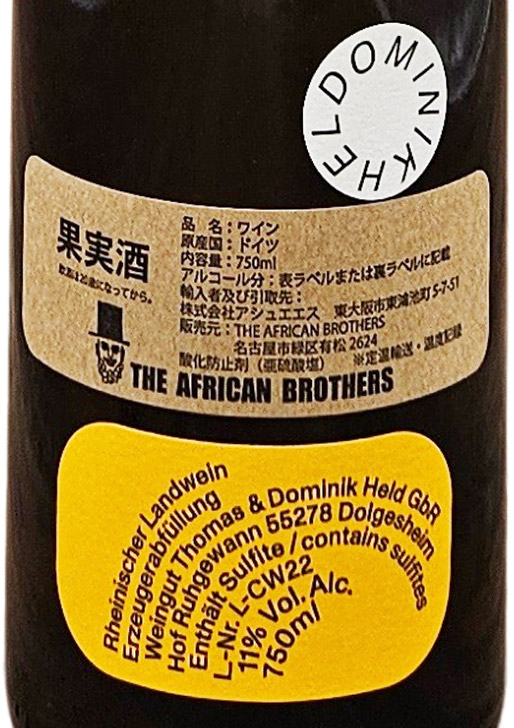 DOMINIKHELD
果実酒
飲酒は20歳になってから。
品 名：ワイン
原産国：ドイツ
内容量：750ml
アルコール分：表ラベルまたは裏ラベルに記載
輸入者及び引取先：
株式会社アシュエエス 東大阪市東鴻池町5-7-51
販売元：THE AFRICAN BROTHERS
名古屋市緑区有松 2624
酸化防止剤（亜硫酸塩） ※定温輸送・温度記録
THE AFRICAN BROTHERS
Rheinischer Landwein
Erzeugerabfüllung
Weingut Thomas & Dominik Held GbR
Hof Ruhgewann 55278 Dolgesheim
Enthält Sulfite / contains sulfites
L-Nr. L-CW22
11% Vol. Alc.
750ml